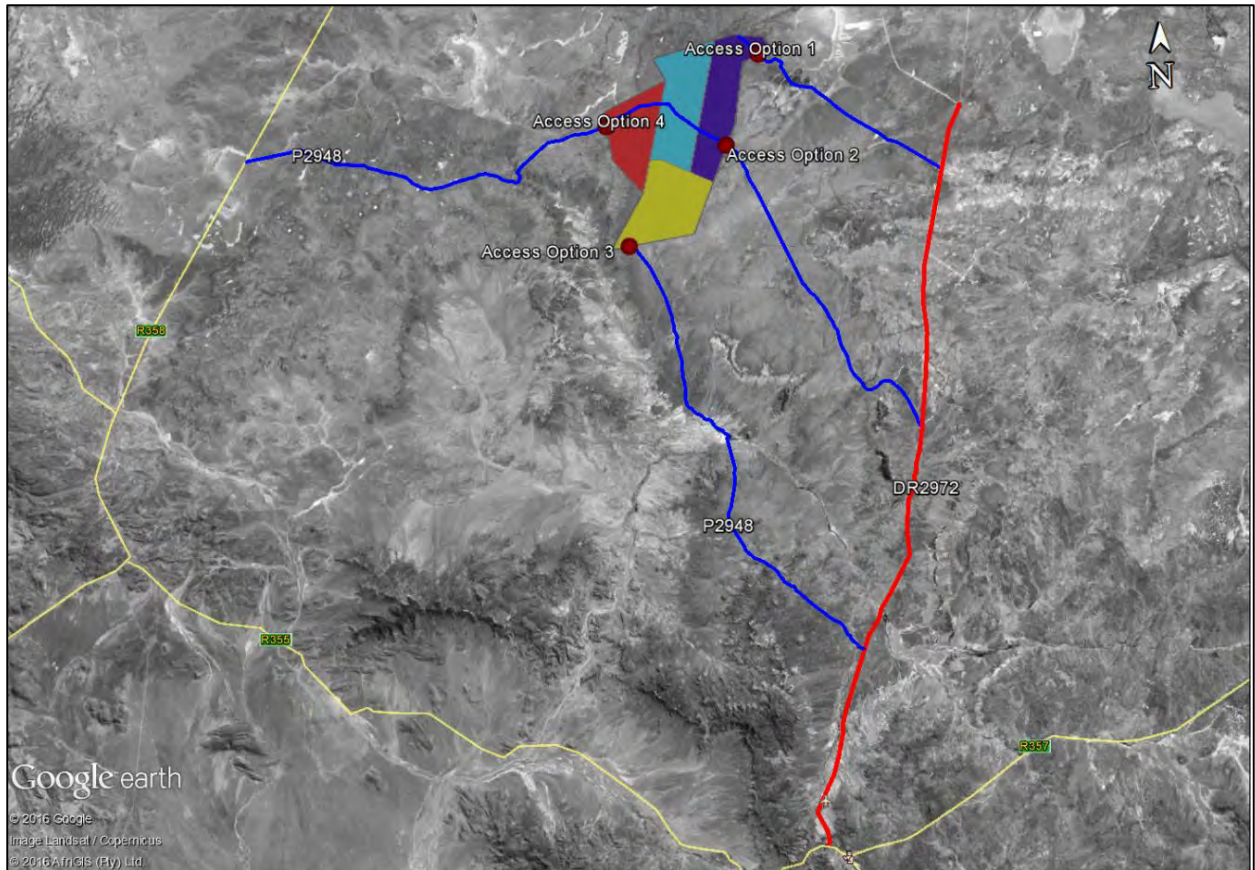 Access Option 1
N
Access Option 4
P2948
Access Option 2
Access Option 3
R358
DR2972
P2948
R355
R357
Google earth
© 2016 Google
Image Landsat / Copernicus
© 2016 AfriGIS (Pty) Ltd.